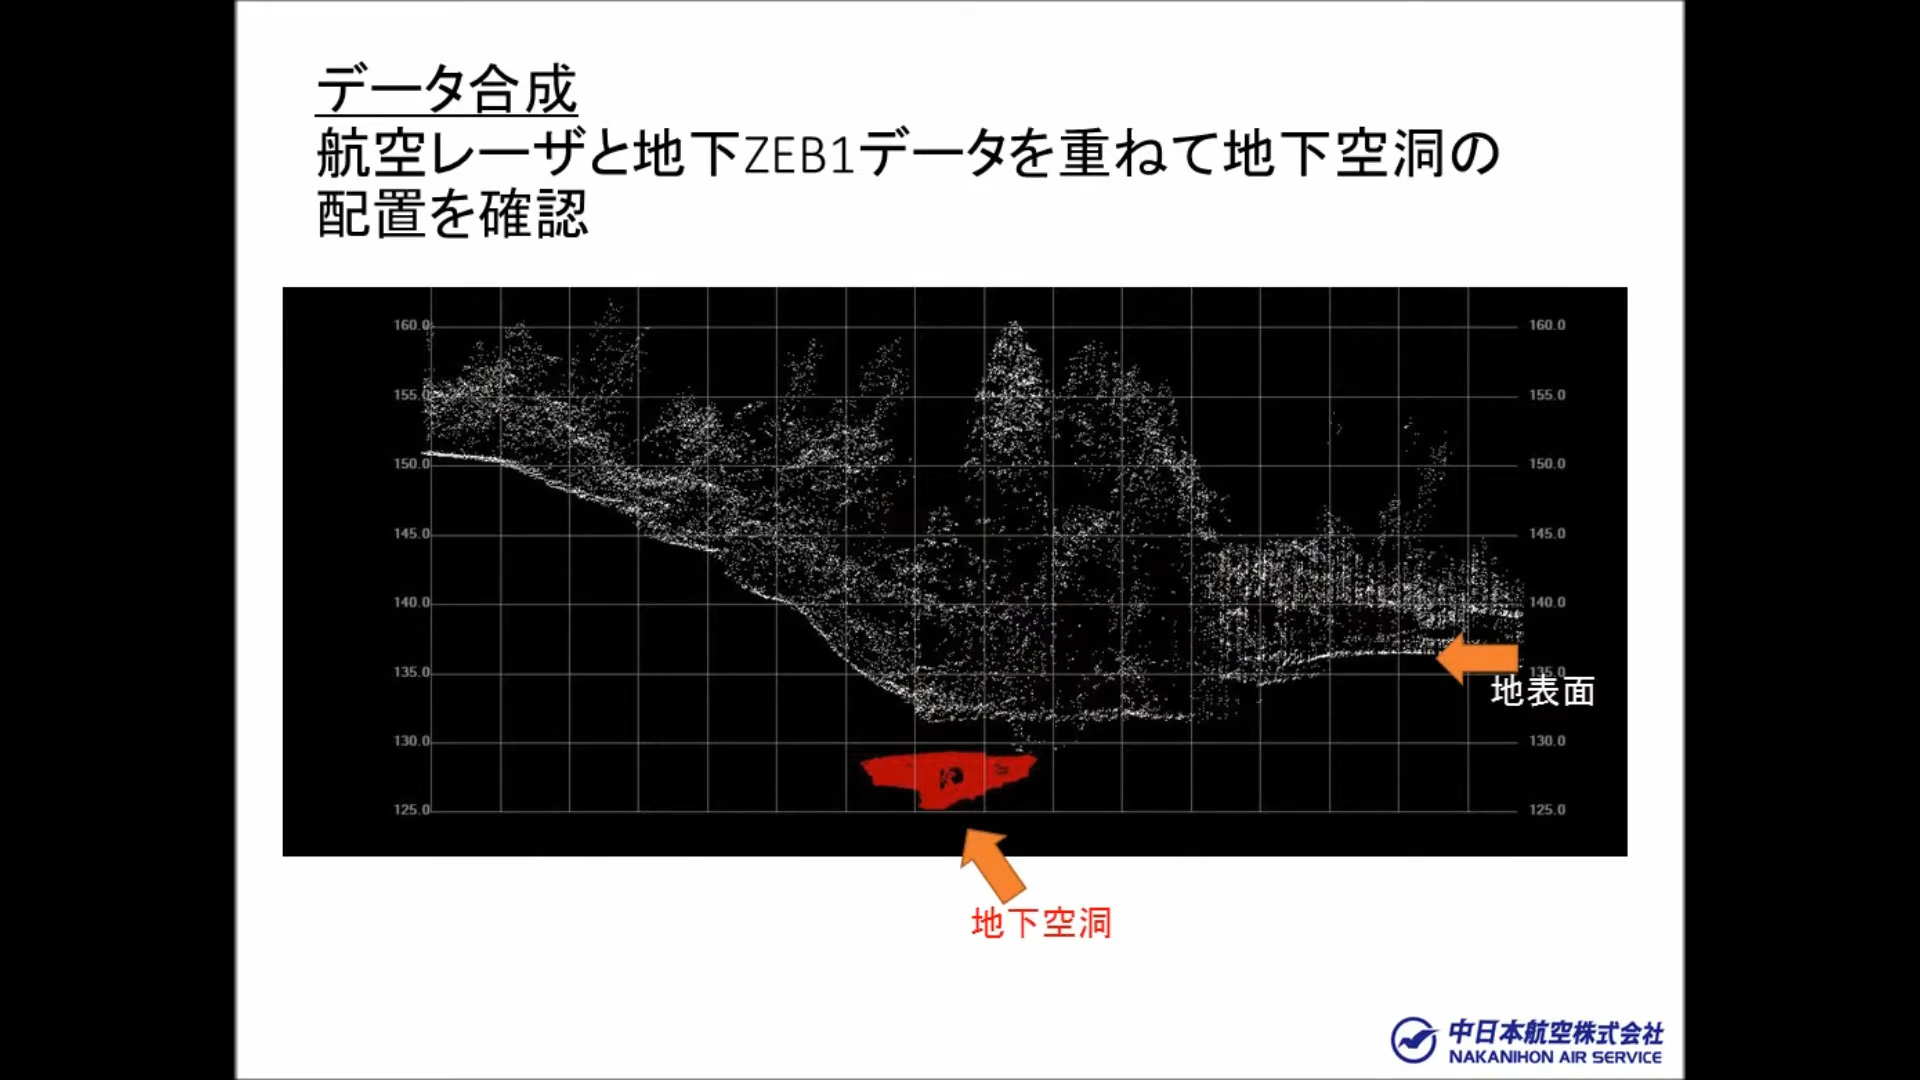 データ合成
航空レーザと地下ZEB1データを重ねて地下空洞の
配置を確認
160.0 160.0
155.0 155.0
150.0 150.0
145.0 145.0
140.0 140.0
135.0 135.0
地表面
130.0 130.0
125.0 125.0
地下空洞
中日本航空株式会社
NAKANIHON AIR SERVICE